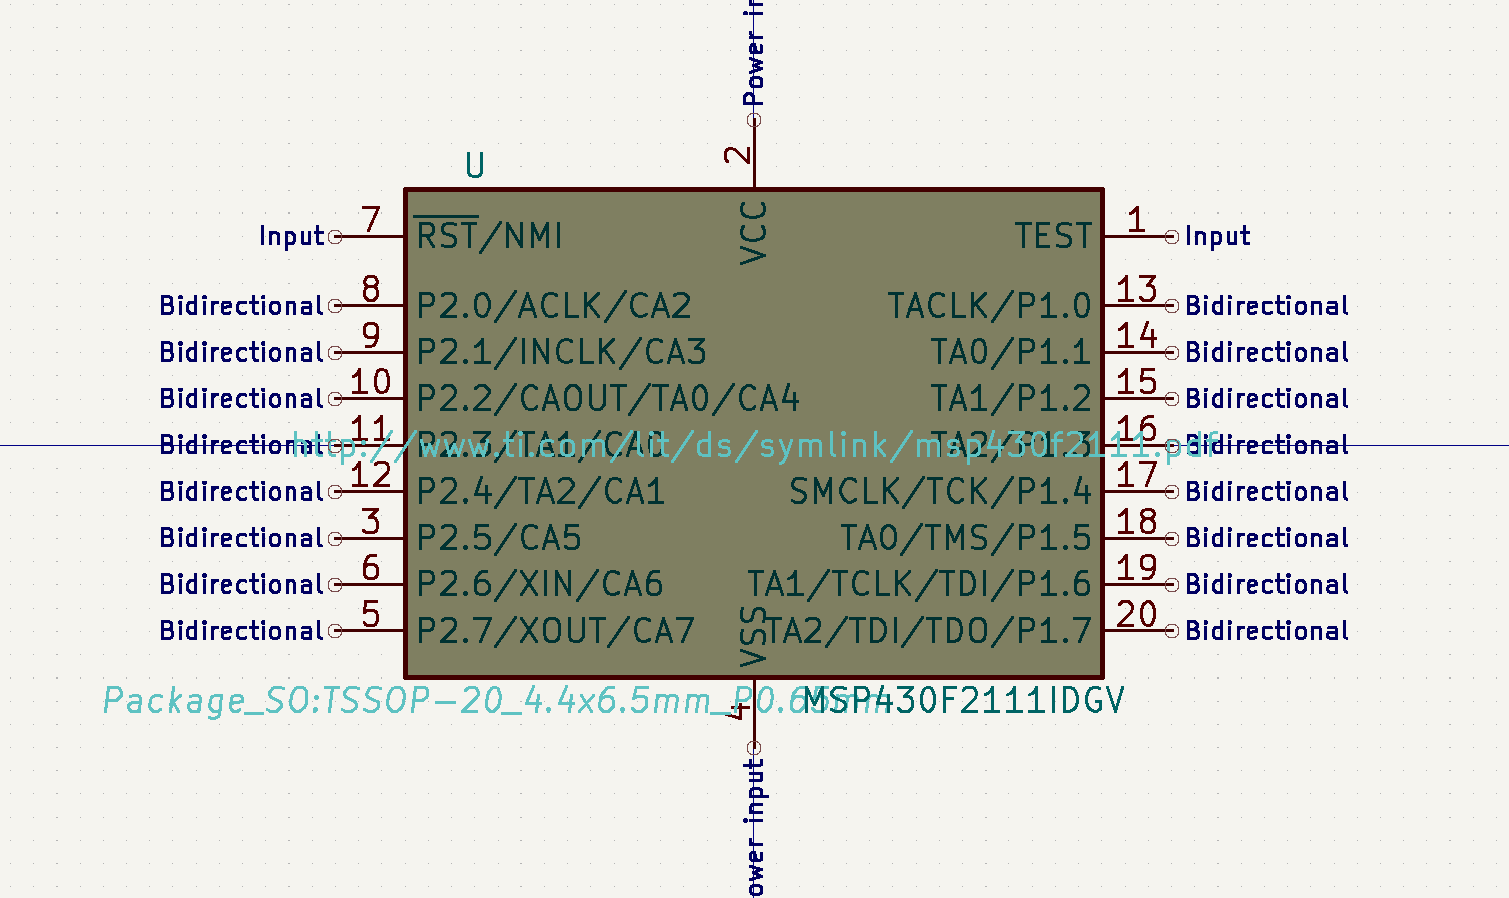 Power in
2
U
VCC
Input 7 RST/NMI TEST 1 Input
Bidirectional 8 P2.0/ACLK/CA2 TACLK/P1.0 13 Bidirectional
Bidirectional 9 P2.1/INCLK/CA3 TA0/P1.1 14 Bidirectional
Bidirectional 10 P2.2/CAOUT/TA0/CA4 TA1/P1.2 15 Bidirectional
Bidirectional 11 P2.3/TA1/CA0 TA2/P1.3 16 Bidirectional
http://www.ti.com/lit/ds/symlink/msp430f2111.pdf
Bidirectional 12 P2.4/TA2/CA1 SMCLK/TCK/P1.4 17 Bidirectional
Bidirectional 3 P2.5/CA5 TA0/TMS/P1.5 18 Bidirectional
Bidirectional 6 P2.6/XIN/CA6 TA1/TCLK/TDI/P1.6 19 Bidirectional
Bidirectional 5 P2.7/XOUT/CA7 TA2/TDI/TDO/P1.7 20 Bidirectional
VSS
Package_SO:TSSOP-20_4.4x6.5mm_P0.65mm
MSP430F2111IDGV
4
ower input